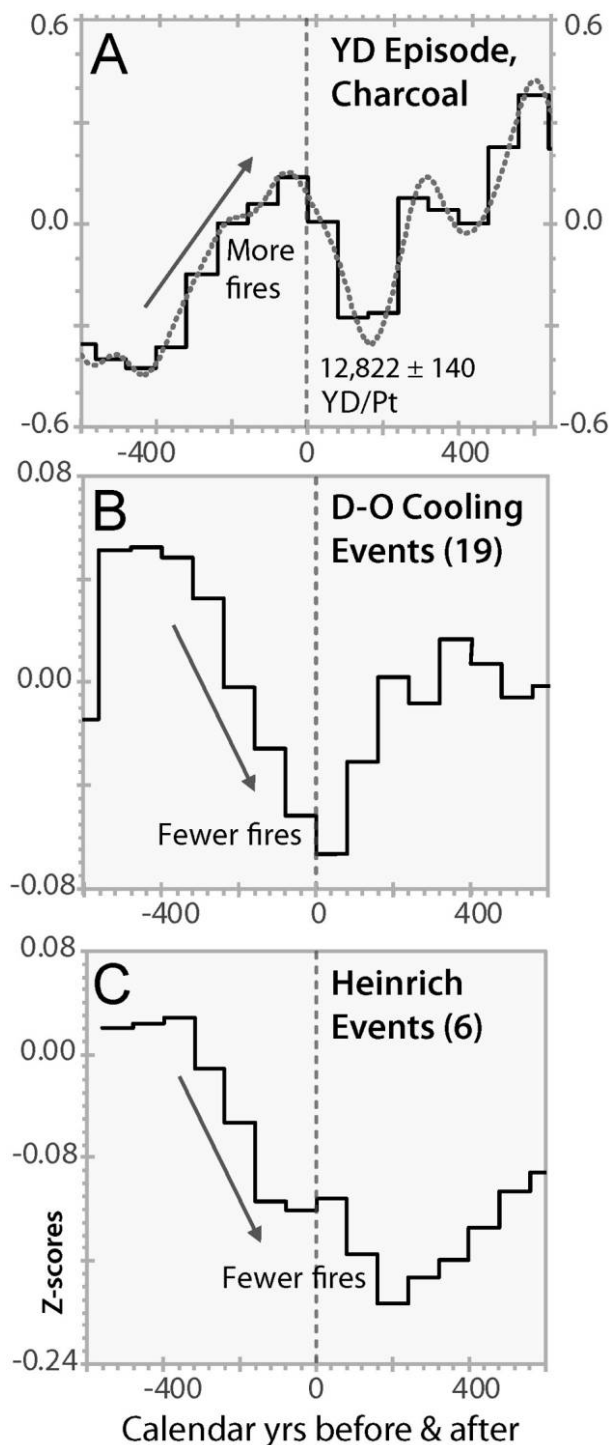 0.6
0.6
A
YD Episode,
Charcoal
0.0
0.0
More
fires
12,822 ± 140
YD/Pt
-0.6
-0.6
-400
0
400
0.08
B
D-O Cooling
Events (19)
0.00
Fewer fires
-0.08
-400
0
400
0.08
C
Heinrich
Events (6)
0.00
-0.08
Fewer fires
Z-scores
-0.24
-400
0
400
Calendar yrs before & after